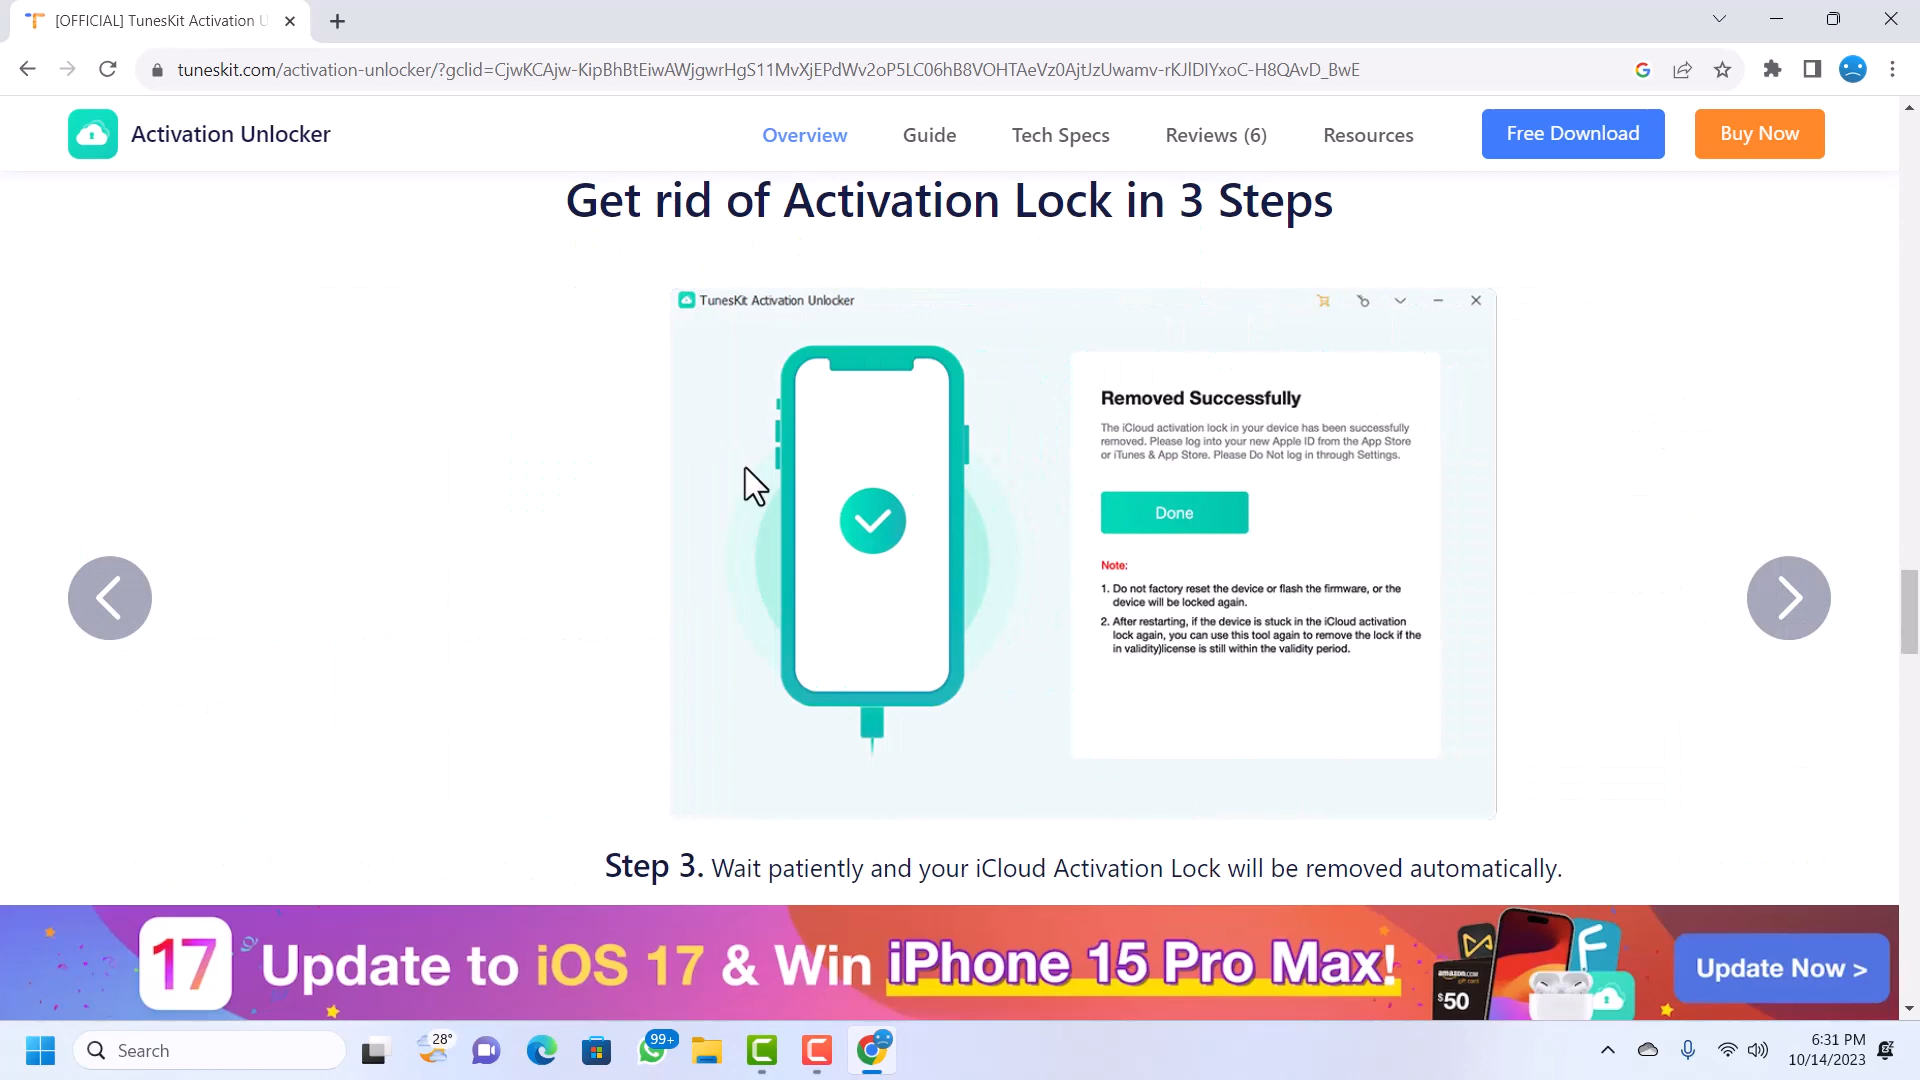 [OFFICIAL] TunesKit Activation U
tuneskit.com/activation-unlocker/?gclid=CjwKCAjw-KipBhBtEiwAWjgwrHgS11MvXjEPdWv2oP5LC06hB8VOHTAeVz0AjtJzUwamv-rKJlDIYxoC-H8QAvD_BwE
Activation Unlocker
Overview
Guide
Tech Specs
Reviews (6)
Resources
Free Download
Buy Now
Get rid of Activation Lock in 3 Steps
TunesKit Activation Unlocker
Removed Successfully
The iCloud activation lock in your device has been successfully
removed. Please log into your new Apple ID from the App Store
or iTunes & App Store. Please Do Not log in through Settings.
Done
Note:
1. Do not factory reset the device or flash the firmware, or the
device will be locked again.
2. After restarting, if the device is stuck in the iCloud activation
lock again, you can use this tool again to remove the lock if the
in validity)license is still within the validity period.
Step 3. Wait patiently and your iCloud Activation Lock will be removed automatically.
17 Update to iOS 17 & Win iPhone 15 Pro Max!
amazon.com
gift card
$50
Update Now >
Search
28°
99+
6:31 PM
10/14/2023